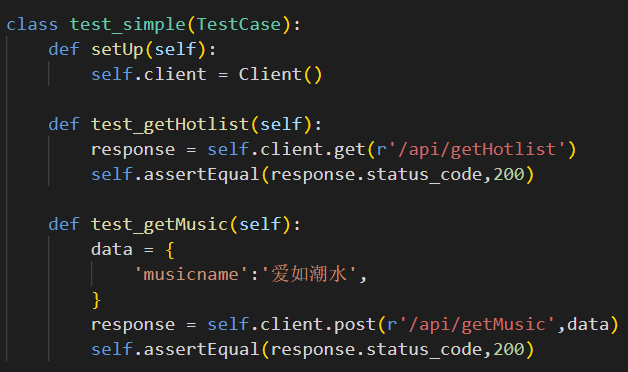 class test_simple(TestCase):
    def setUp(self):
        self.client = Client()
    def test_getHotlist(self):
        response = self.client.get(r'/api/getHotlist')
        self.assertEqual(response.status_code,200)
    def test_getMusic(self):
        data = {
            'musicname':'爱如潮水',
        }
        response = self.client.post(r'/api/getMusic',data)
        self.assertEqual(response.status_code,200)